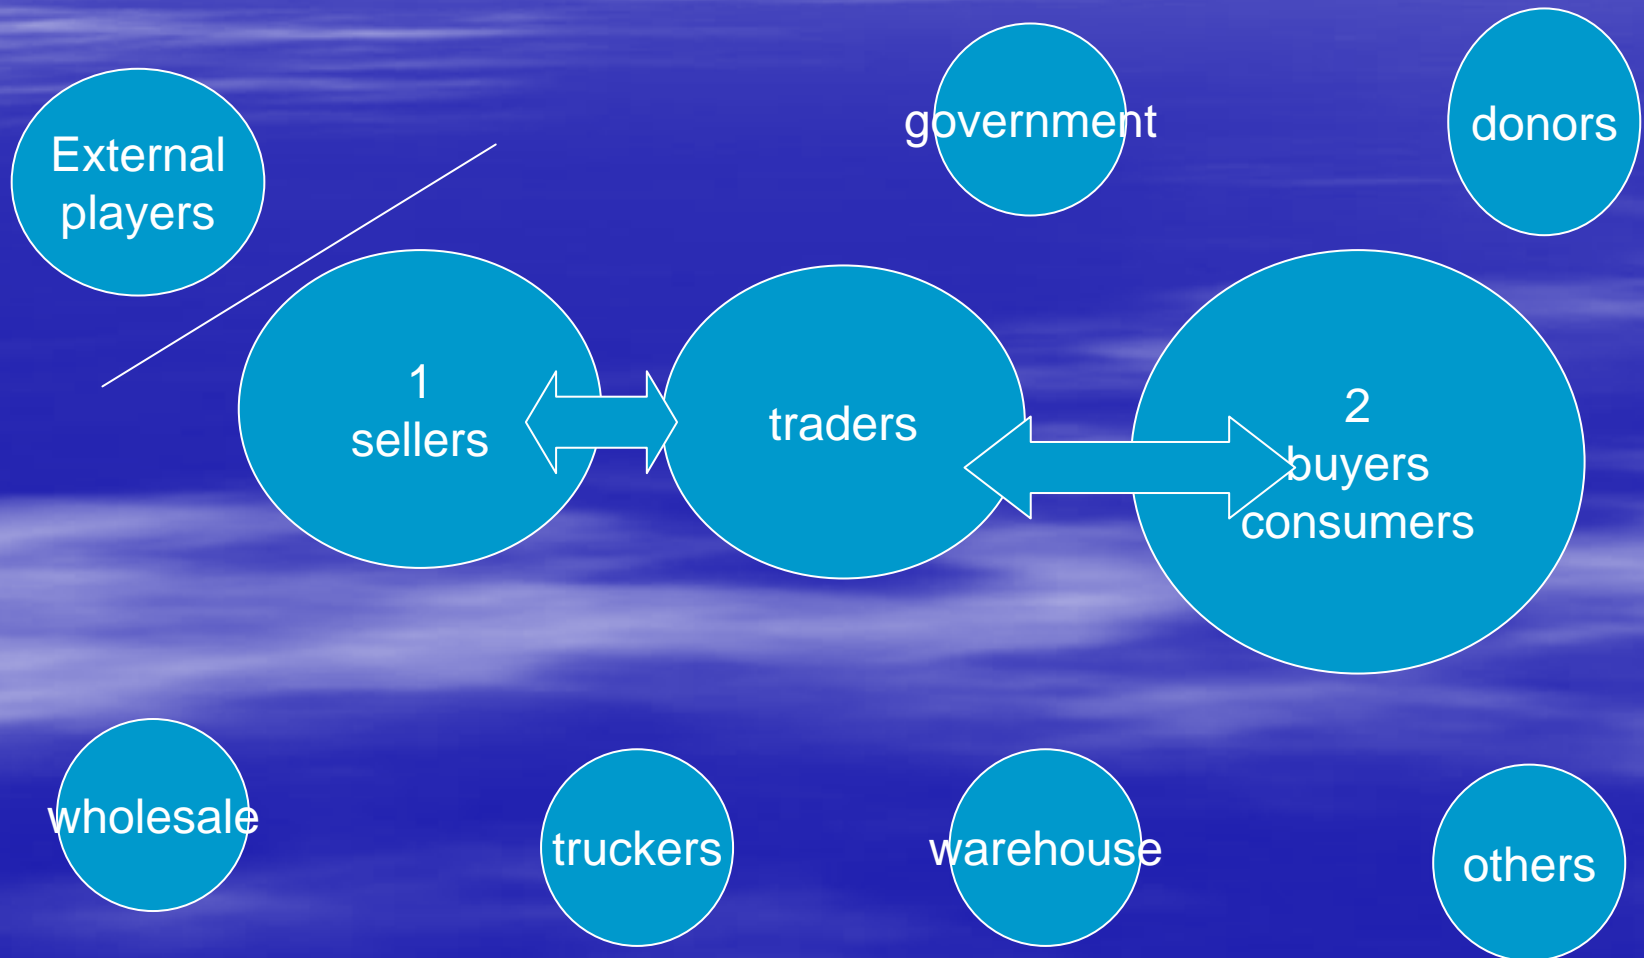 External
players
government
donors
1
sellers
traders
2
buyers
consumers
wholesale
truckers
warehouse
others